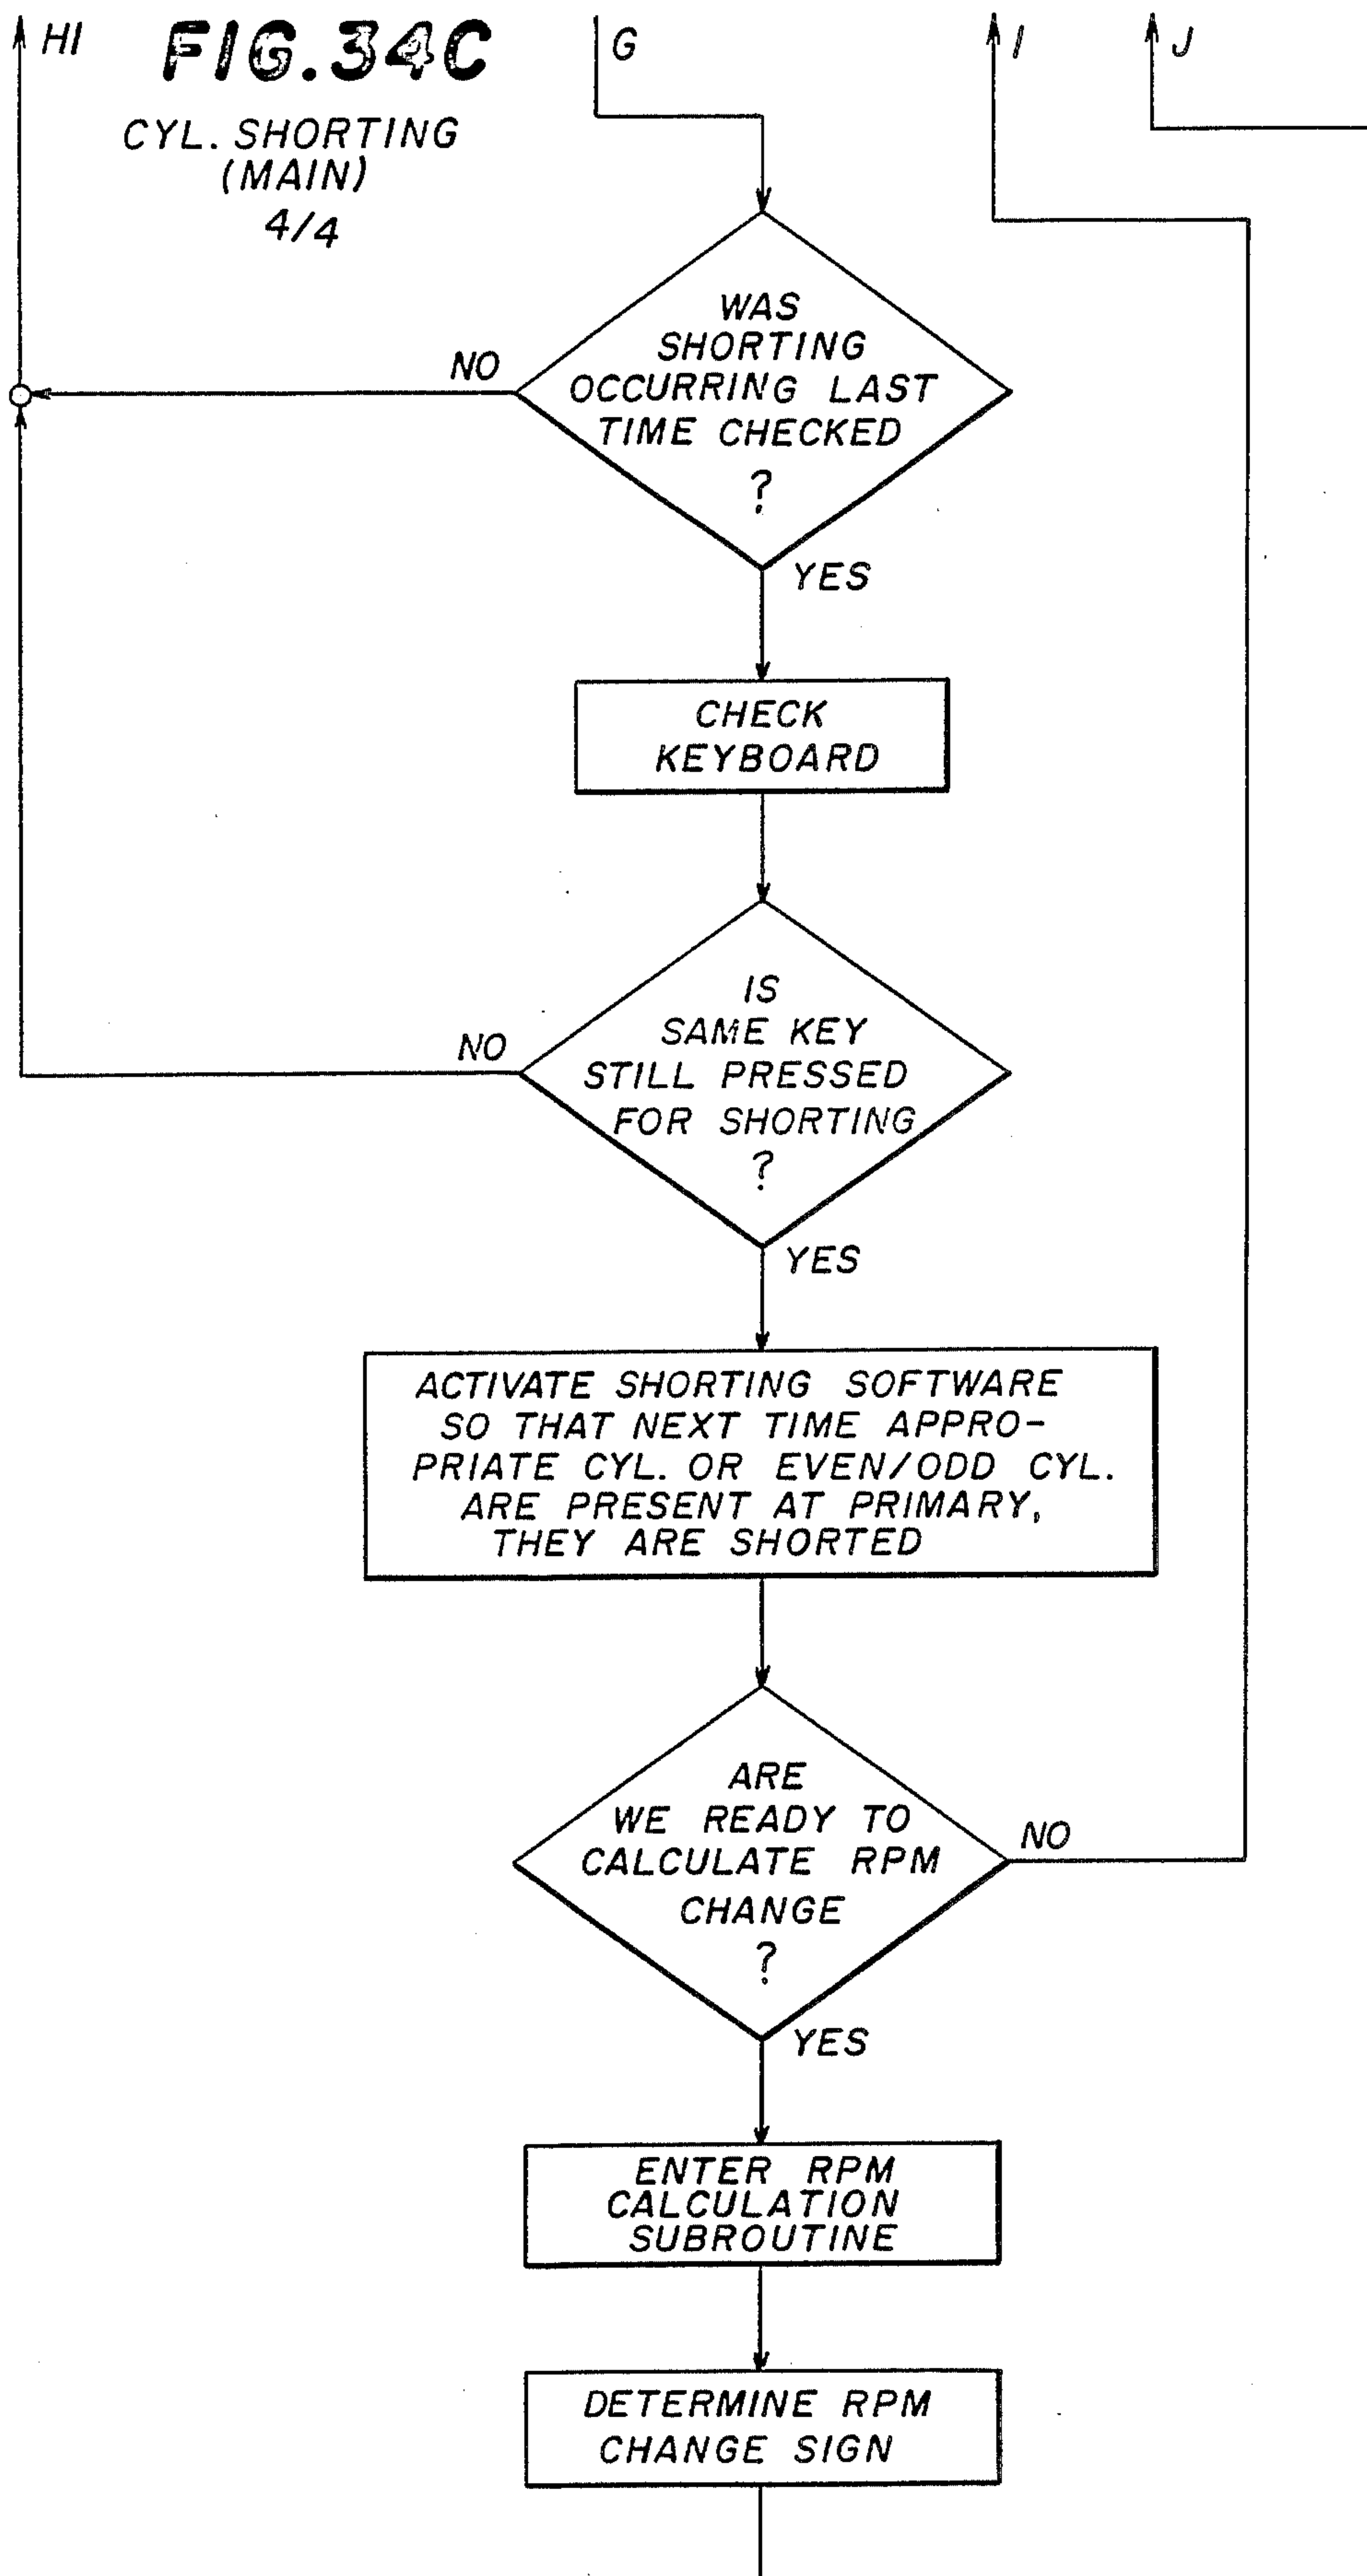 HI
FIG.34C
G
I
J
CYL. SHORTING
(MAIN)
4/4
WAS
SHORTING
OCCURRING LAST
TIME CHECKED
?
NO
YES
CHECK
KEYBOARD
IS
SAME KEY
STILL PRESSED
FOR SHORTING
?
NO
YES
ACTIVATE SHORTING SOFTWARE
SO THAT NEXT TIME APPRO-
PRIATE CYL. OR EVEN/ODD CYL.
ARE PRESENT AT PRIMARY,
THEY ARE SHORTED
ARE
WE READY TO
CALCULATE RPM
CHANGE
?
NO
YES
ENTER RPM
CALCULATION
SUBROUTINE
DETERMINE RPM
CHANGE SIGN